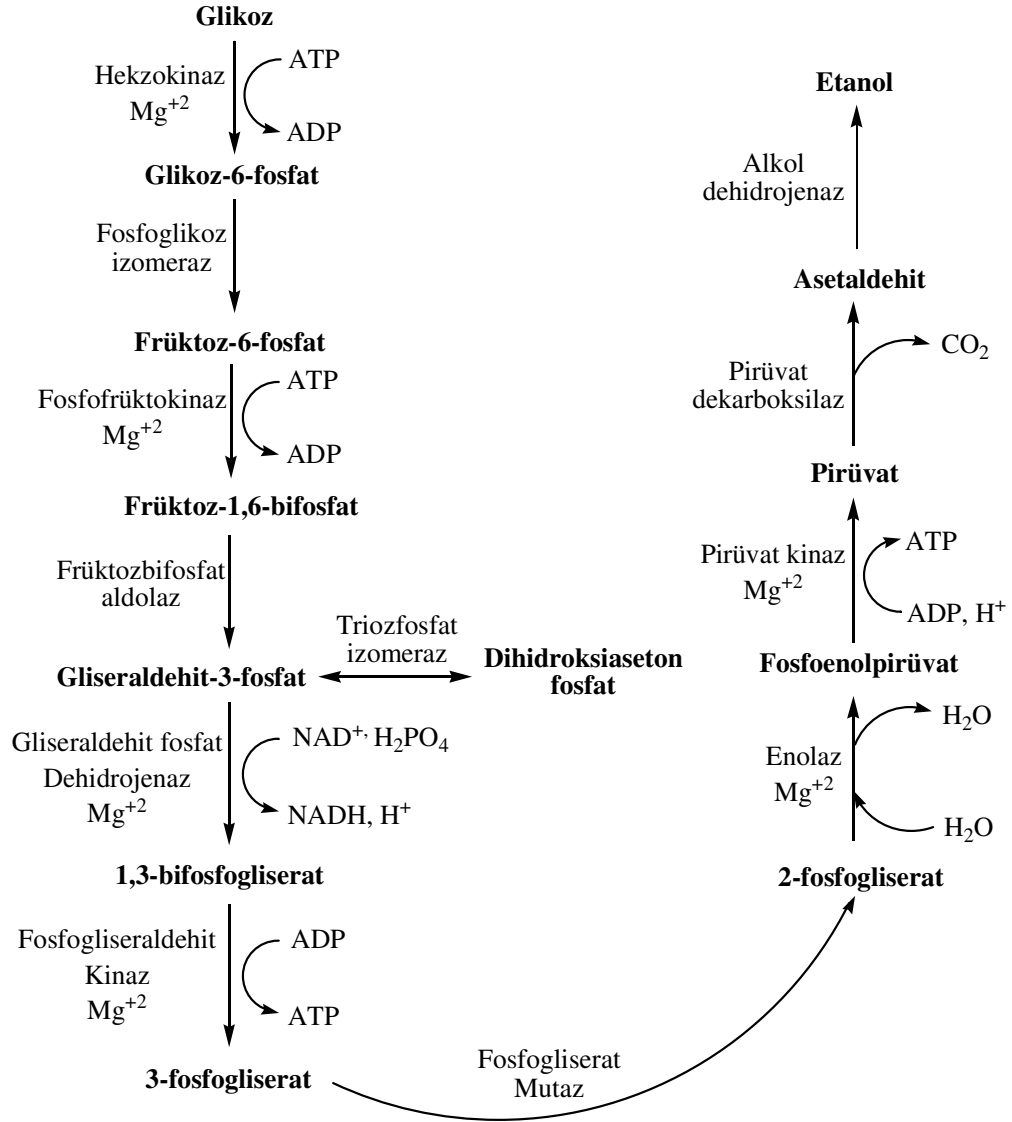 Glikoz
Hekzokinaz
Mg+2
ATP
ADP
Glikoz-6-fosfat
Fosfoglikoz
izomeraz
Früktoz-6-fosfat
Fosfofrüktokinaz
Mg+2
ATP
ADP
Früktoz-1,6-bifosfat
Früktozbifosfat
aldolaz
Gliseraldehit-3-fosfat
Triozfosfat
izomeraz
Dihidroksiaseton
fosfat
Gliseraldehit fosfat
Dehidrojenaz
Mg+2
NAD+, H2PO4
NADH, H+
1,3-bifosfogliserat
Fosfogliseraldehit
Kinaz
Mg+2
ADP
ATP
3-fosfogliserat
Fosfogliserat
Mutaz
2-fosfogliserat
Enolaz
Mg+2
H2O
H2O
Fosfoenolpirüvat
Pirüvat kinaz
Mg+2
ATP
ADP, H+
Pirüvat
Pirüvat
dekarboksilaz
CO2
Asetaldehit
Alkol
dehidrojenaz
Etanol